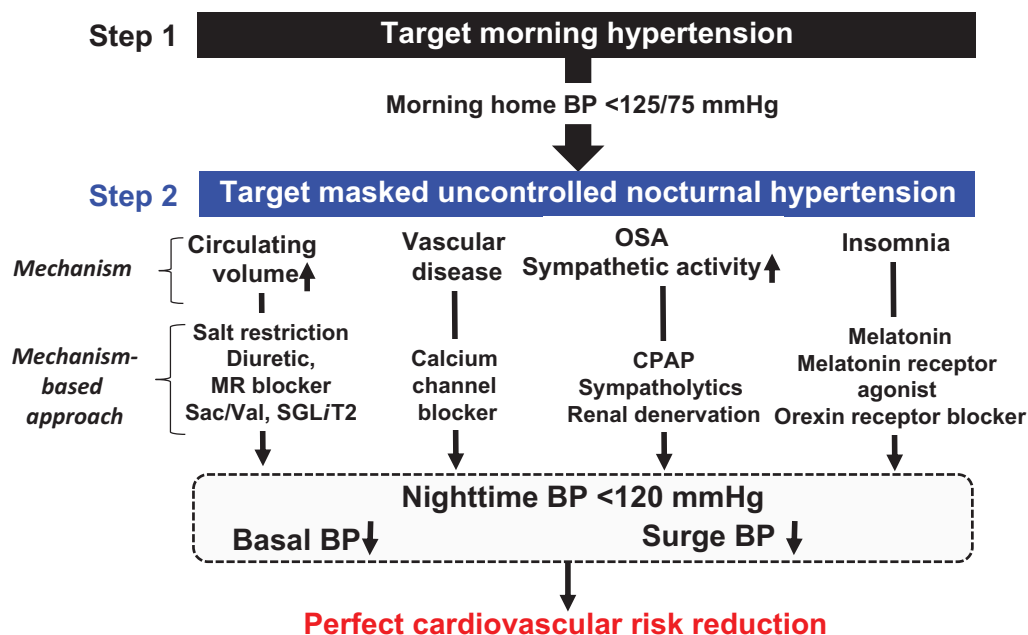 Step 1
Target morning hypertension
Morning home BP <125/75 mmHg
Step 2
Target masked uncontrolled nocturnal hypertension
Mechanism
Circulating
volume
Vascular
disease
OSA
Sympathetic activity
Insomnia
Mechanism-
based
approach
Salt restriction
Diuretic,
MR blocker
Sac/Val, SGLiT2
Calcium
channel
blocker
CPAP
Sympatholytics
Renal denervation
Melatonin
Melatonin receptor
agonist
Orexin receptor blocker
Nighttime BP <120 mmHg
Basal BP
Surge BP
Perfect cardiovascular risk reduction